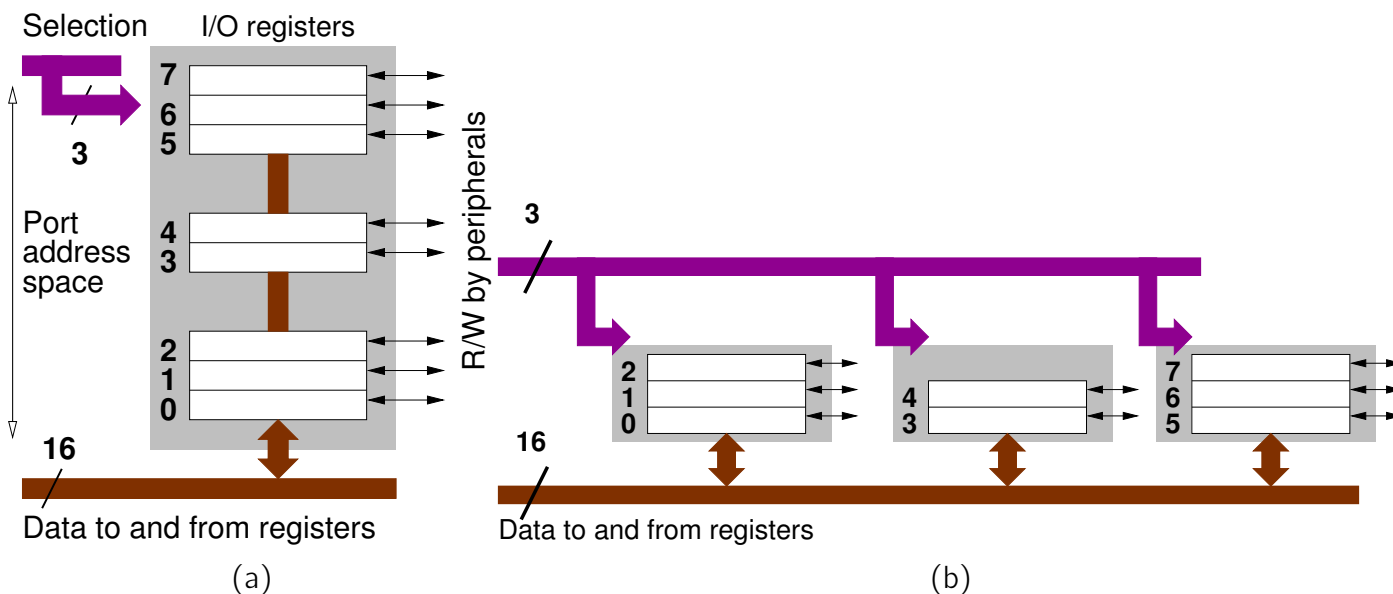 Selection
I/O registers
7
6
5
3
Port
address
space
4
3
2
1
0
16
Data to and from registers
(a)
R/W by peripherals
3
2
1
0
4
3
7
6
5
16
Data to and from registers
(b)